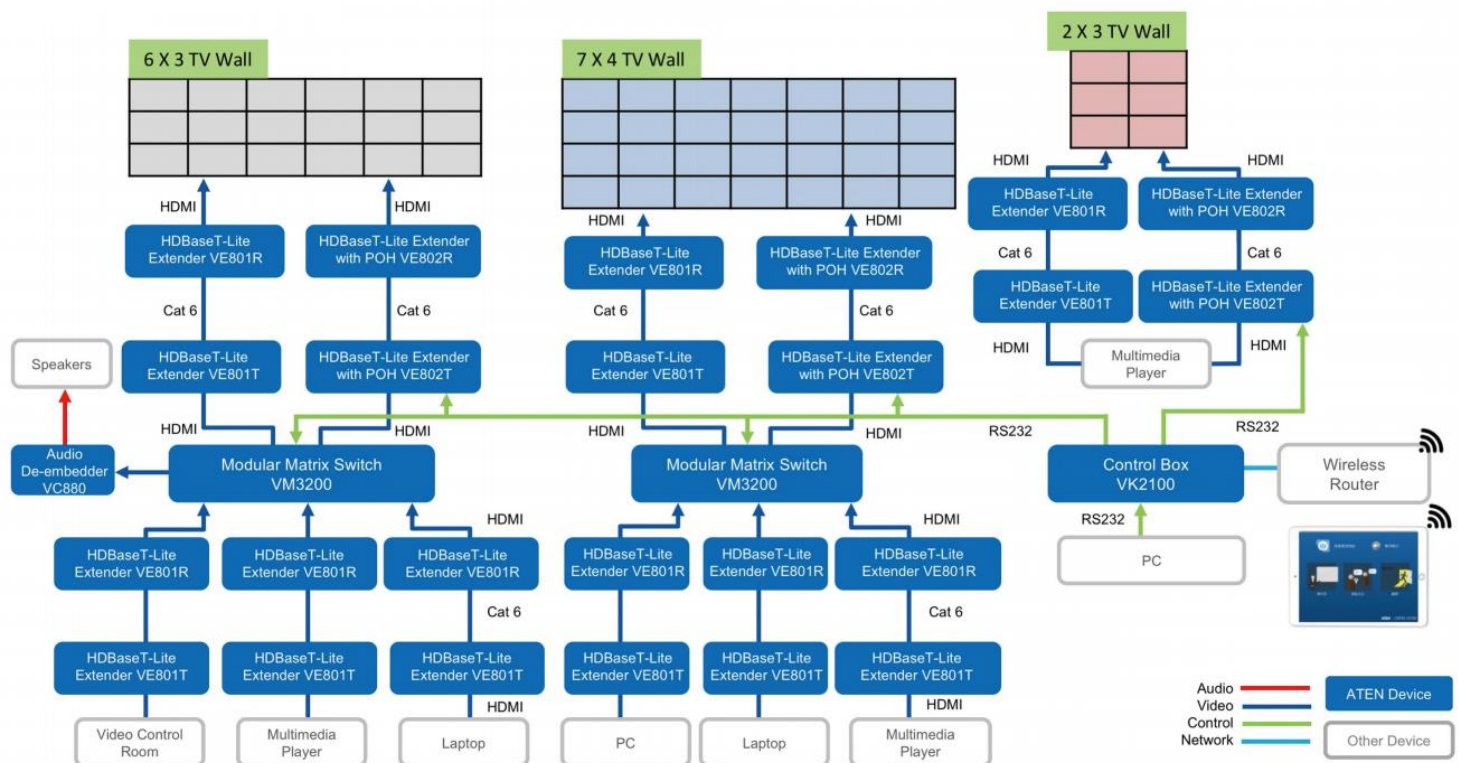 6 X 3 TV Wall
7 X 4 TV Wall
2 X 3 TV Wall
HDMI
HDMI
HDMI
HDMI
HDMI
HDMI
HDBaseT-Lite
Extender VE801R
HDBaseT-Lite Extender
with POH VE802R
HDBaseT-Lite
Extender VE801R
HDBaseT-Lite Extender
with POH VE802R
HDBaseT-Lite
Extender VE801R
HDBaseT-Lite Extender
with POH VE802R
Cat 6
Cat 6
Cat 6
Cat 6
Cat 6
Cat 6
HDBaseT-Lite
Extender VE801T
HDBaseT-Lite Extender
with POH VE802T
HDBaseT-Lite
Extender VE801T
HDBaseT-Lite Extender
with POH VE802T
HDBaseT-Lite
Extender VE801T
HDBaseT-Lite Extender
with POH VE802T
HDMI
HDMI
Multimedia
Player
Speakers
HDMI
HDMI
HDMI
HDMI
RS232
RS232
Audio
De-embedder
VC880
Modular Matrix Switch
VM3200
Modular Matrix Switch
VM3200
Control Box
VK2100
Wireless
Router
HDMI
HDMI
RS232
PC
HDBaseT-Lite
Extender VE801R
HDBaseT-Lite
Extender VE801R
HDBaseT-Lite
Extender VE801R
HDBaseT-Lite
Extender VE801R
HDBaseT-Lite
Extender VE801R
HDBaseT-Lite
Extender VE801R
Cat 6
Cat 6
HDBaseT-Lite
Extender VE801T
HDBaseT-Lite
Extender VE801T
HDBaseT-Lite
Extender VE801T
HDBaseT-Lite
Extender VE801T
HDBaseT-Lite
Extender VE801T
HDBaseT-Lite
Extender VE801T
HDMI
HDMI
Video Control
Room
Multimedia
Player
Laptop
PC
Laptop
Multimedia
Player
Audio
Video
Control
Network
ATEN Device
Other Device